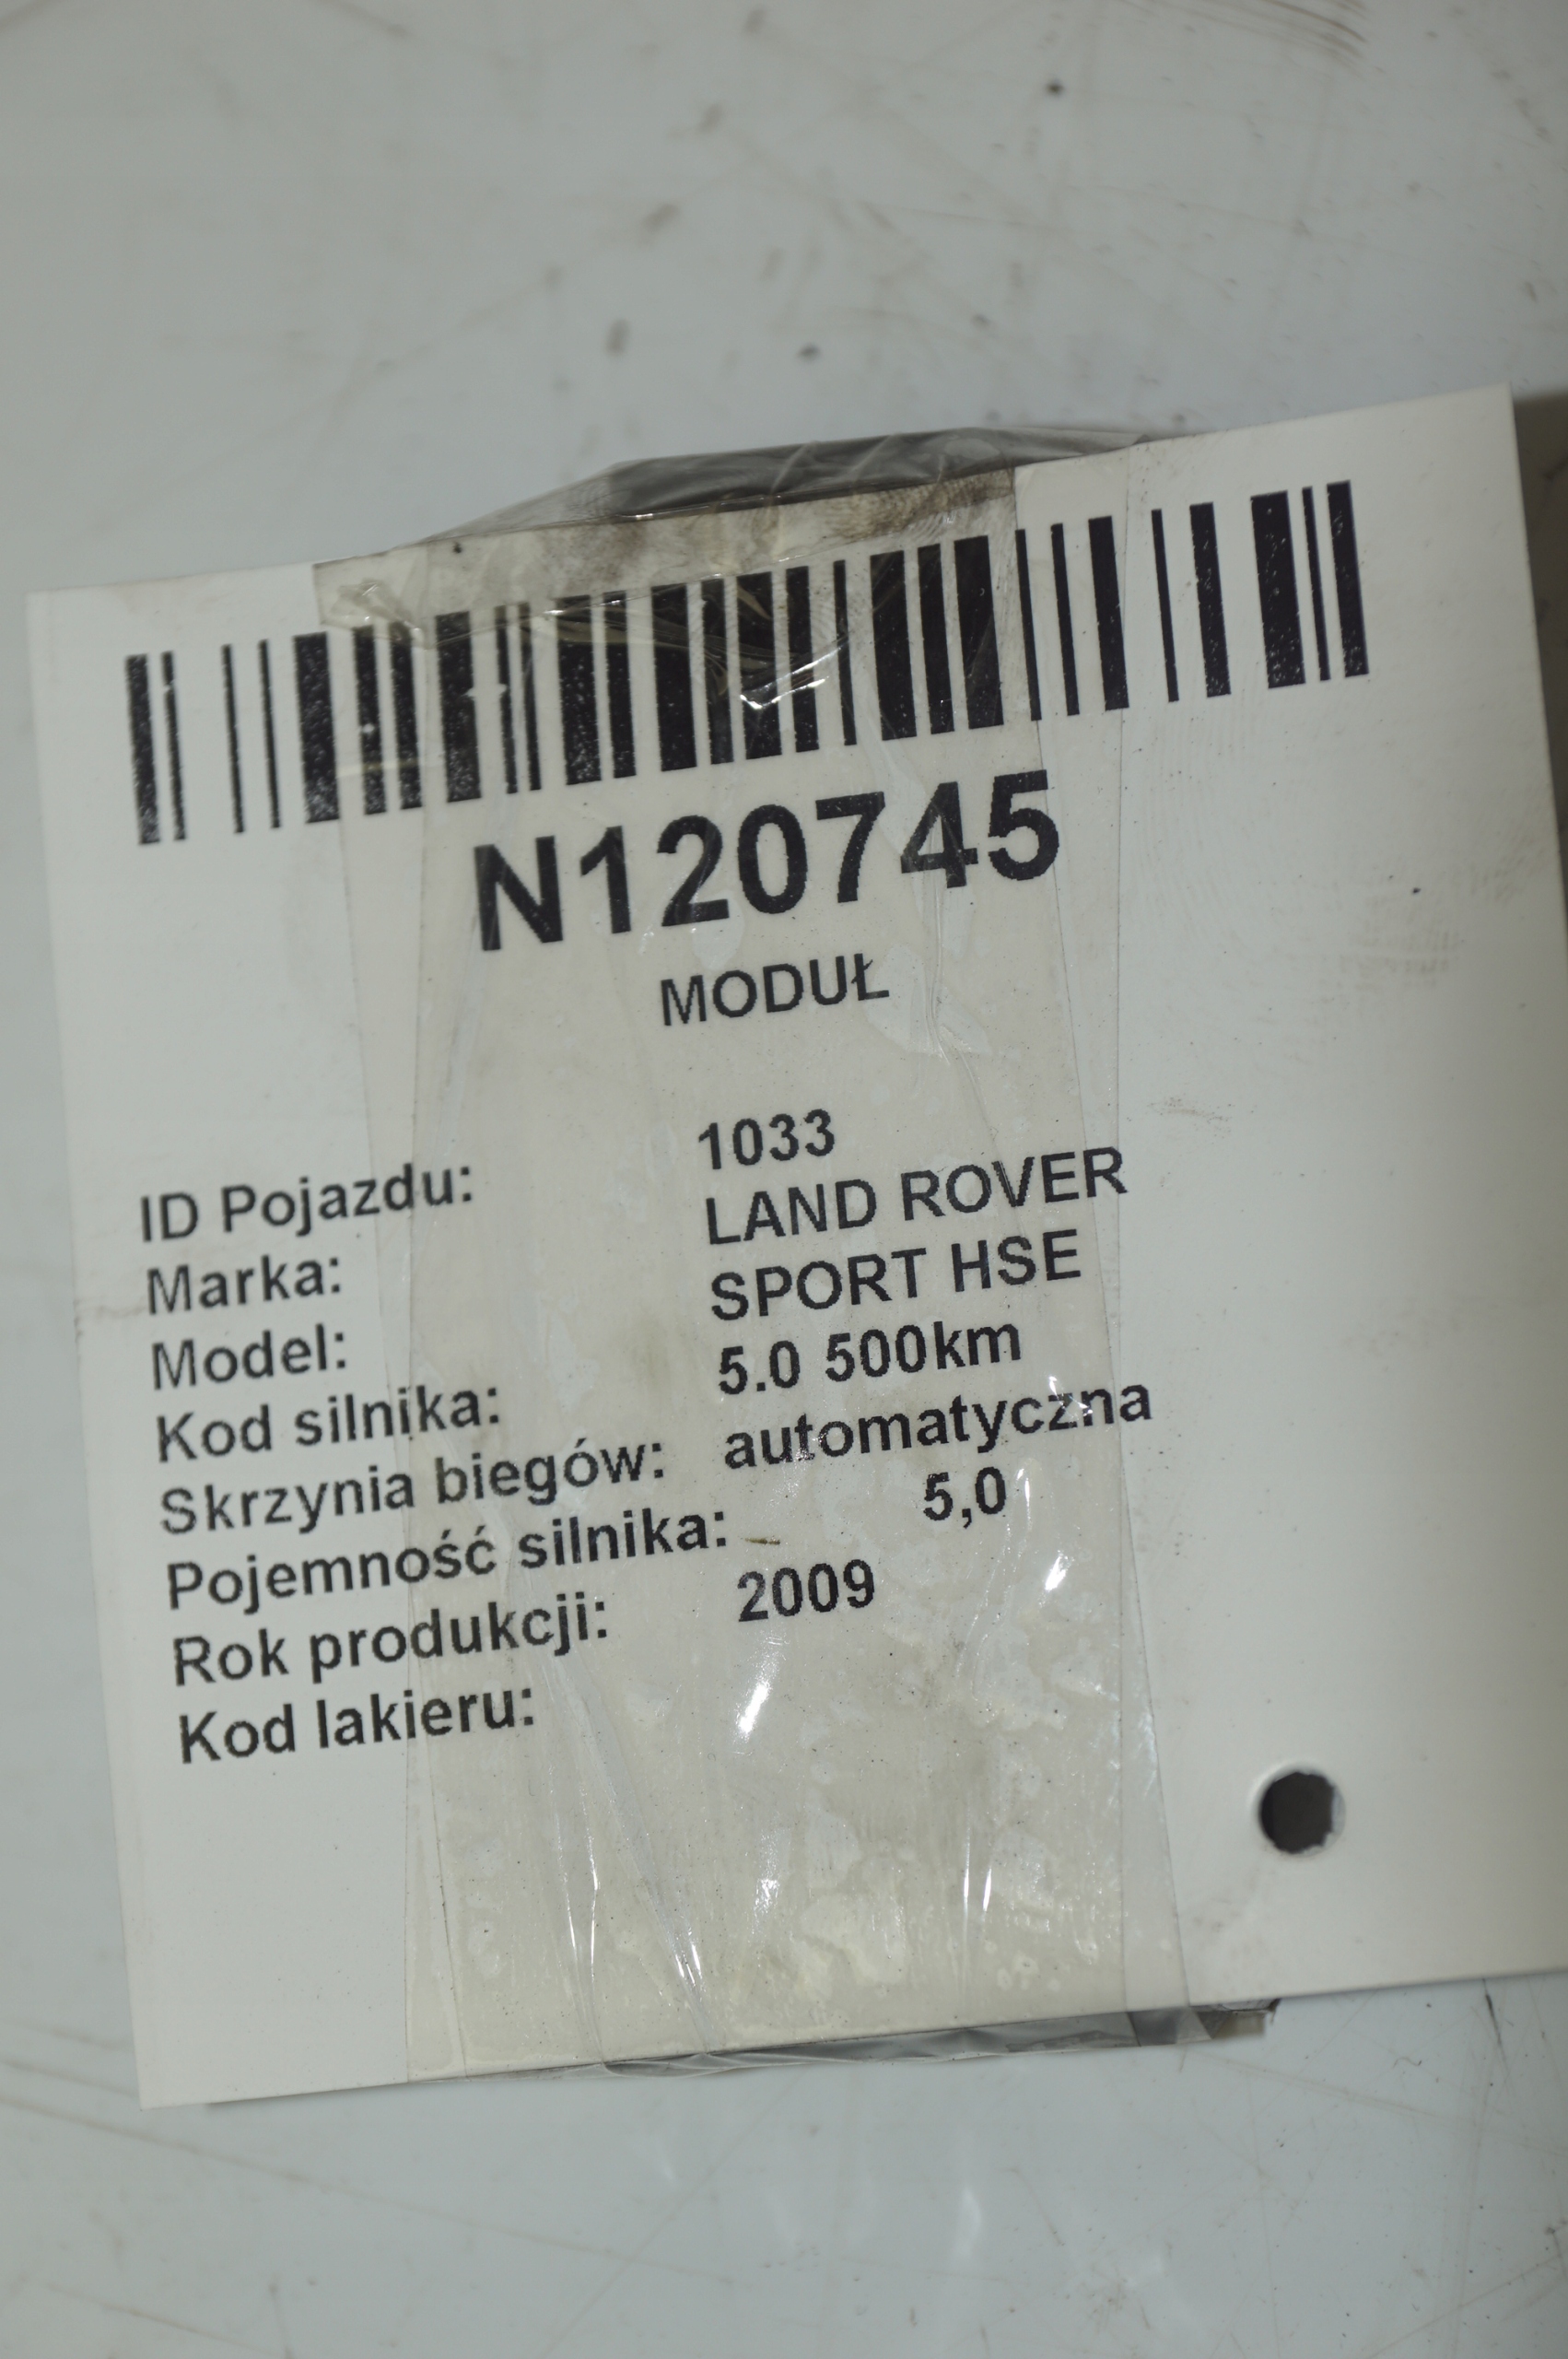 N120745
MODUŁ
ID Pojazdu: 1033
Marka: LAND ROVER
Model: SPORT HSE
Kod silnika: 5.0 500km
Skrzynia biegów: automatyczna
Pojemność silnika: 5,0
Rok produkcji: 2009
Kod lakieru: